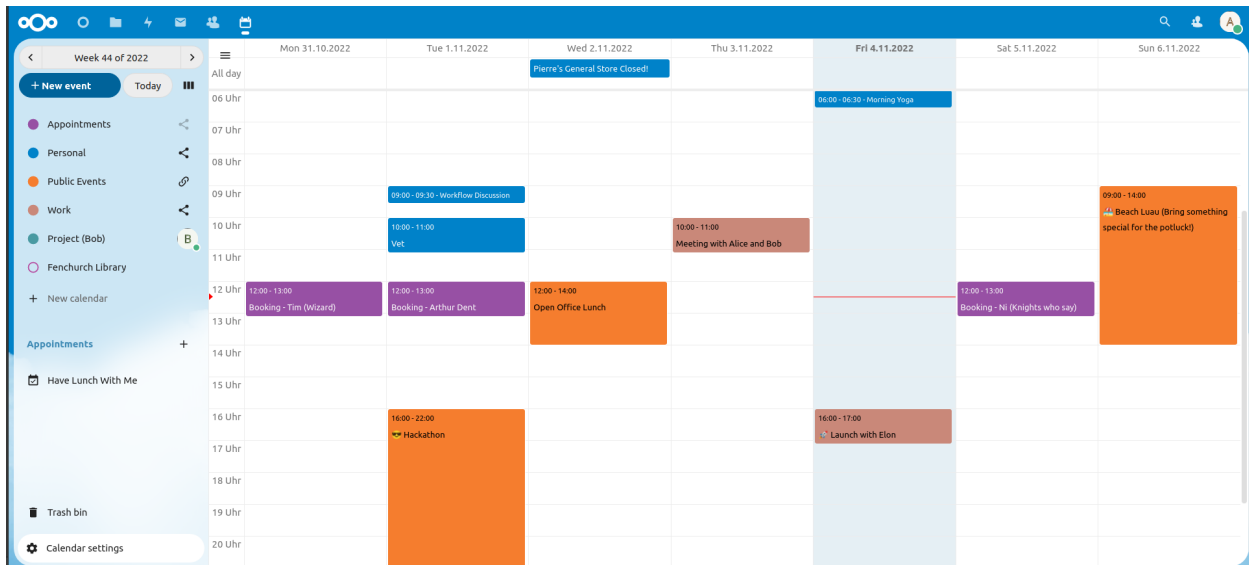 A
Week 44 of 2022
+ New event
Today
Appointments
Personal
Public Events
Work
Project (Bob)
B
Fenchurch Library
+ New calendar
Appointments
+
Have Lunch With Me
Trash bin
Calendar settings
Mon 31.10.2022
Tue 1.11.2022
Wed 2.11.2022
Thu 3.11.2022
Fri 4.11.2022
Sat 5.11.2022
Sun 6.11.2022
All day
Pierre's General Store Closed!
06 Uhr
06:00 - 06:30 - Morning Yoga
07 Uhr
08 Uhr
09 Uhr
09:00 - 09:30 - Workflow Discussion
09:00 - 14:00
🏖️ Beach Luau (Bring something
special for the potluck!)
10 Uhr
10:00 - 11:00
Vet
10:00 - 11:00
Meeting with Alice and Bob
11 Uhr
12 Uhr
12:00 - 13:00
Booking - Tim (Wizard)
12:00 - 13:00
Booking - Arthur Dent
12:00 - 14:00
Open Office Lunch
12:00 - 13:00
Booking - Ni (Knights who say)
13 Uhr
14 Uhr
15 Uhr
16 Uhr
16:00 - 22:00
😎 Hackathon
16:00 - 17:00
🚀 Launch with Elon
17 Uhr
18 Uhr
19 Uhr
20 Uhr